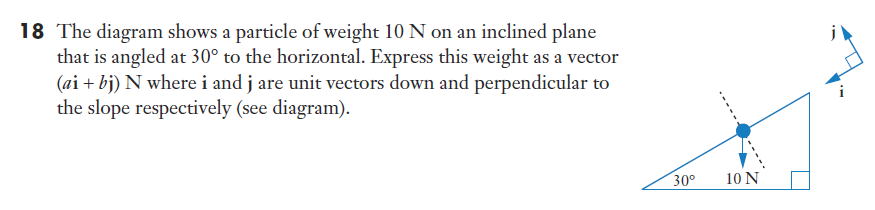 18 The diagram shows a particle of weight 10 N on an inclined plane
that is angled at 30° to the horizontal. Express this weight as a vector
(ai + bj) N where i and j are unit vectors down and perpendicular to
the slope respectively (see diagram).
j
i
30°
10 N